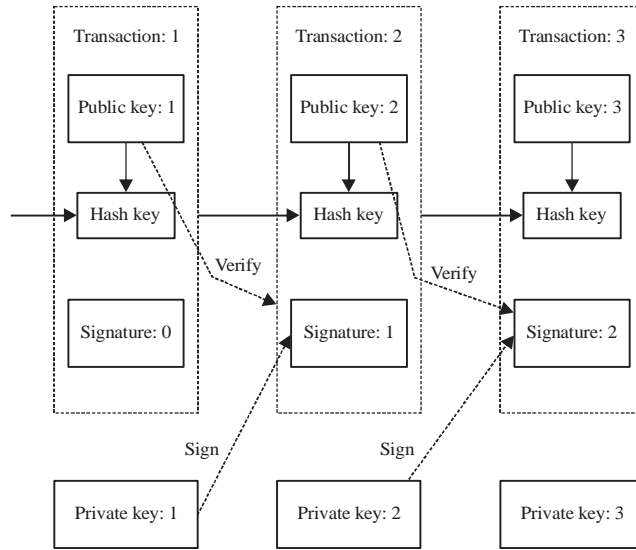 Transaction: 1
Transaction: 2
Transaction: 3
Public key: 1
Public key: 2
Public key: 3
Hash key
Hash key
Hash key
Verify
Verify
Signature: 0
Signature: 1
Signature: 2
Sign
Sign
Private key: 1
Private key: 2
Private key: 3